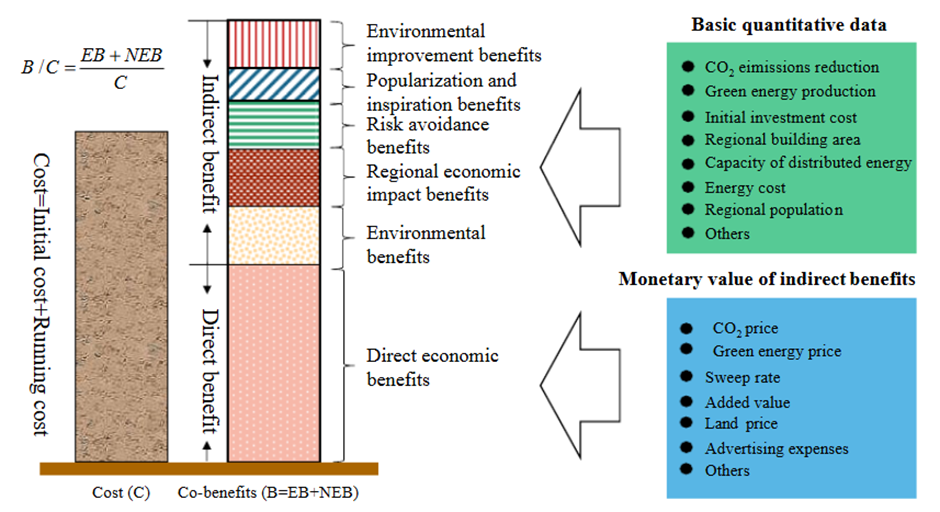 B/C = (EB + NEB) / C
Cost=Initial cost+Running cost
Cost (C)
Indirect benefit
Direct benefit
Co-benefits (B=EB+NEB)
Environmental
improvement benefits
Popularization and
inspiration benefits
Risk avoidance
benefits
Regional economic
impact benefits
Environmental
benefits
Direct economic
benefits
Basic quantitative data
CO₂ eimissions reduction
Green energy production
Initial investment cost
Regional building area
Capacity of distributed energy
Energy cost
Regional population
Others
Monetary value of indirect benefits
CO₂ price
Green energy price
Sweep rate
Added value
Land price
Advertising expenses
Others